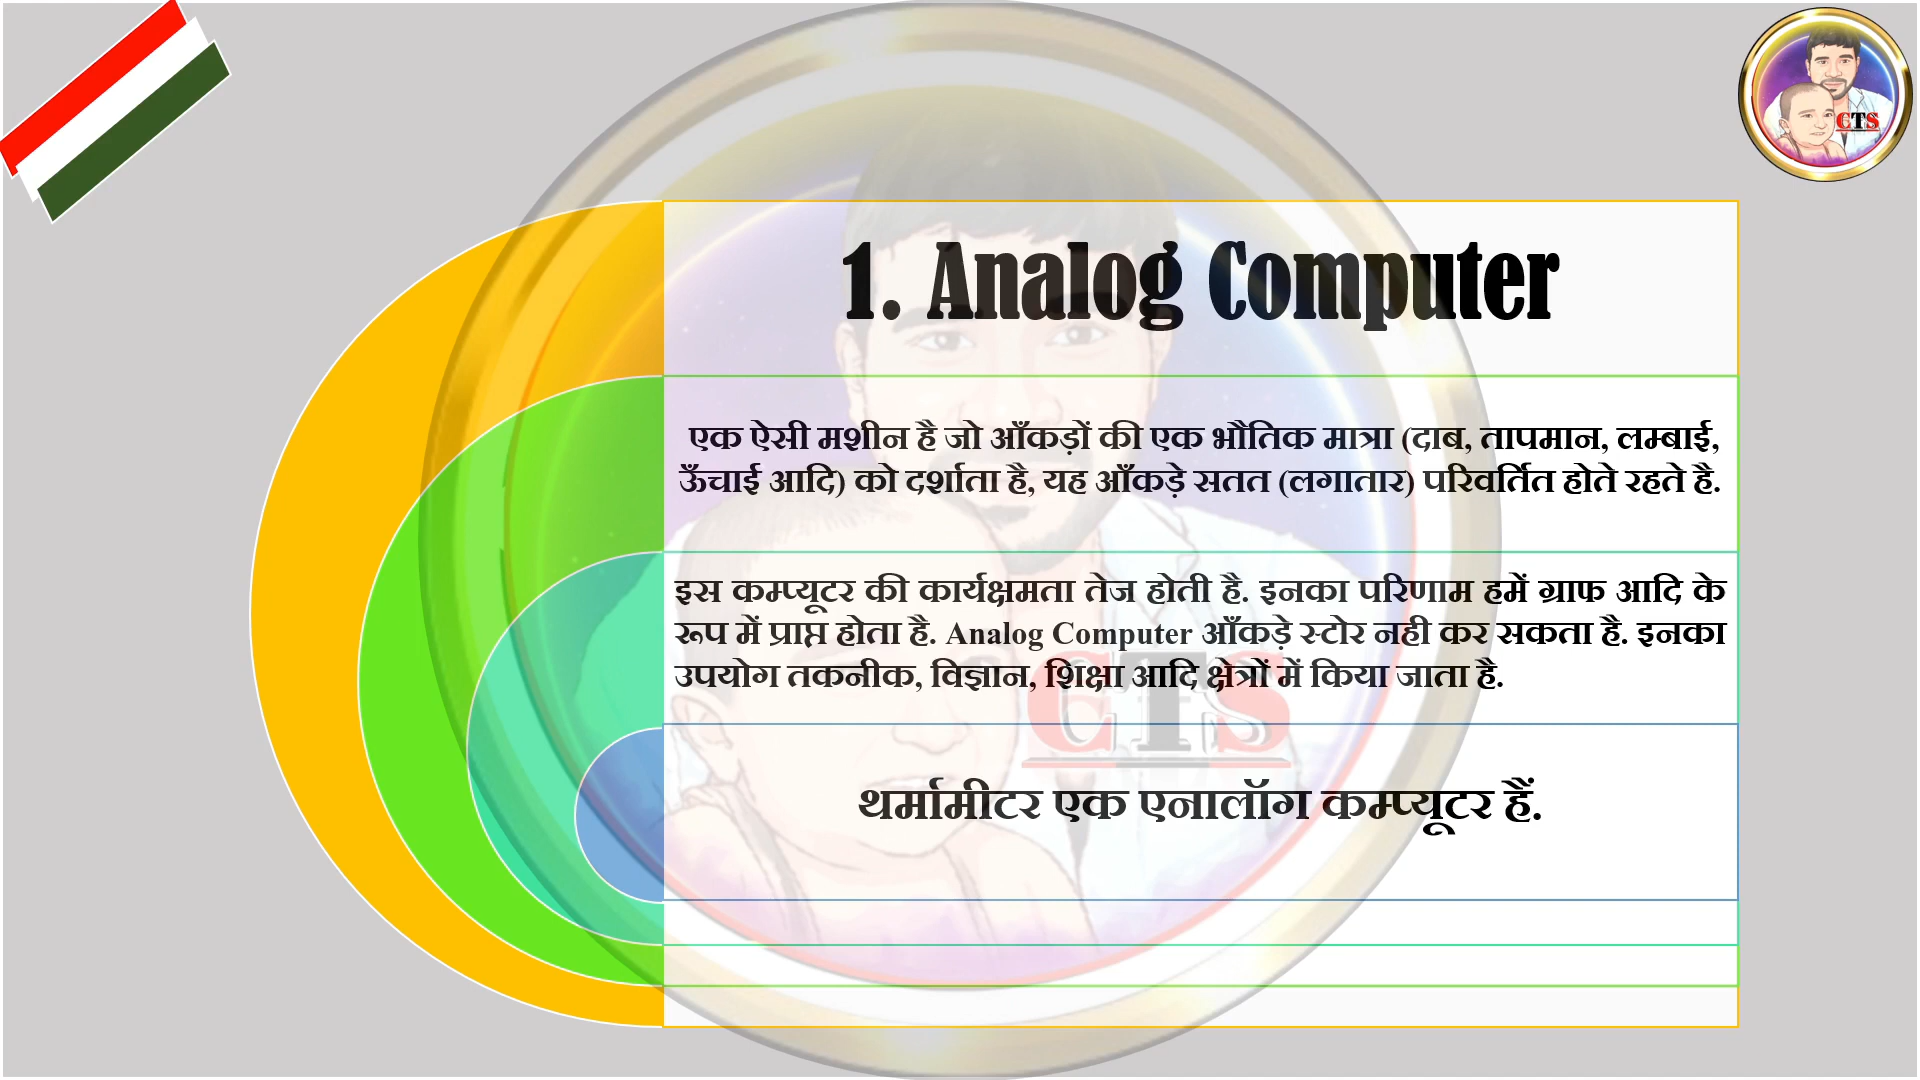 CTS
1. Analog Computer
एक ऐसी मशीन है जो आँकड़ों की एक भौतिक मात्रा (दाब, तापमान, लम्बाई,
ऊँचाई आदि) को दर्शाता है, यह आँकड़े सतत (लगातार) परिवर्तित होते रहते है.
इस कम्प्यूटर की कार्यक्षमता तेज होती है. इनका परिणाम हमें ग्राफ आदि के
रूप में प्राप्त होता है. Analog Computer आँकड़े स्टोर नही कर सकता है. इनका
उपयोग तकनीक, विज्ञान, शिक्षा आदि क्षेत्रों में किया जाता है.
CTS
थर्मामीटर एक एनालॉग कम्प्यूटर हैं.